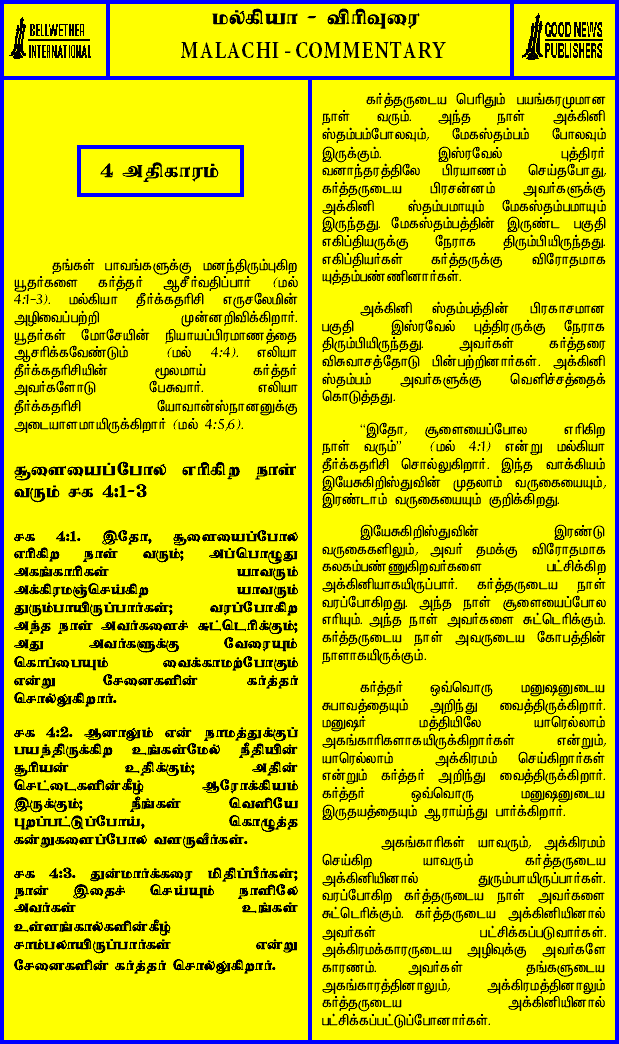 BELLWETHER
INTERNATIONAL
மல்கியா - விரிவுரை
MALACHI - COMMENTARY
GOOD NEWS
PUBLISHERS
4 அதிகாரம்
தங்கள் பாவங்களுக்கு மனந்திரும்புகிற
யூதர்களை கர்த்தர் ஆசீர்வதிப்பார் (மல்
4:1-3). மல்கியா தீர்க்கதரிசி எருசலேமின்
அழிவைப்பற்றி முன்னறிவிக்கிறார்.
யூதர்கள் மோசேயின் நியாயப்பிரமாணத்தை
ஆசரிக்கவேண்டும் (மல் 4:4). எலியா
தீர்க்கதரிசியின் மூலமாய் கர்த்தர்
அவர்களோடு பேசுவார். எலியா
தீர்க்கதரிசி யோவான்ஸ்நானனுக்கு
அடையாளமாயிருக்கிறார் (மல் 4:5,6).
சூளையைப்போல் எரிகிற நாள்
வரும் சக 4:1-3
சக 4:1. இதோ, சூளையைப்போல
எரிகிற நாள் வரும்; அப்பொழுது
அகங்காரிகள் யாவரும்
அக்கிரமஞ்செய்கிற யாவரும்
துரும்பாயிருப்பார்கள்; வரப்போகிற
அந்த நாள் அவர்களைச் சுட்டெரிக்கும்;
அது அவர்களுக்கு வேரையும்
கொப்பையும் வைக்காமற்போகும்
என்று சேனைகளின் கர்த்தர்
சொல்லுகிறார்.
சக 4:2. ஆனாலும் என் நாமத்துக்குப்
பயந்திருக்கிற உங்கள்மேல் நீதியின்
சூரியன் உதிக்கும்; அதின்
செட்டைகளின்கீழ் ஆரோக்கியம்
இருக்கும்; நீங்கள் வெளியே
புறப்பட்டுப்போய், கொழுத்த
கன்றுகளைப்போல வளருவீர்கள்.
சக 4:3. துன்மார்க்கரை மிதிப்பீர்கள்;
நான் இதைச் செய்யும் நாளிலே
அவர்கள் உங்கள்
உள்ளங்கால்களின்கீழ்
சாம்பலாயிருப்பார்கள் என்று
சேனைகளின் கர்த்தர் சொல்லுகிறார்.
கர்த்தருடைய பெரிதும் பயங்கரமுமான
நாள் வரும். அந்த நாள் அக்கினி
ஸ்தம்பம்போலவும், மேகஸ்தம்பம் போலவும்
இருக்கும். இஸ்ரவேல் புத்திரர்
வனாந்தரத்திலே பிரயாணம் செய்தபோது,
கர்த்தருடைய பிரசன்னம் அவர்களுக்கு
அக்கினி ஸ்தம்பமாயும் மேகஸ்தம்பமாயும்
இருந்தது. மேகஸ்தம்பத்தின் இருண்ட பகுதி
எகிப்தியருக்கு நேராக திரும்பியிருந்தது.
எகிப்தியர்கள் கர்த்தருக்கு விரோதமாக
யுத்தம்பண்ணினார்கள்.
அக்கினி ஸ்தம்பத்தின் பிரகாசமான
பகுதி இஸ்ரவேல் புத்திரருக்கு நேராக
திரும்பியிருந்தது. அவர்கள் கர்த்தரை
விசுவாசத்தோடு பின்பற்றினார்கள். அக்கினி
ஸ்தம்பம் அவர்களுக்கு வெளிச்சத்தைக்
கொடுத்தது.
“இதோ, சூளையைப்போல எரிகிற
நாள் வரும்” (மல் 4:1) என்று மல்கியா
தீர்க்கதரிசி சொல்லுகிறார். இந்த வாக்கியம்
இயேசுகிறிஸ்துவின் முதலாம் வருகையையும்,
இரண்டாம் வருகையையும் குறிக்கிறது.
இயேசுகிறிஸ்துவின் இரண்டு
வருகைகளிலும், அவர் தமக்கு விரோதமாக
கலகம்பண்ணுகிறவர்களை பட்சிக்கிற
அக்கினியாகயிருப்பார். கர்த்தருடைய நாள்
வரப்போகிறது. அந்த நாள் சூளையைப்போல
எரியும். அந்த நாள் அவர்களை சுட்டெரிக்கும்.
கர்த்தருடைய நாள் அவருடைய கோபத்தின்
நாளாகயிருக்கும்.
கர்த்தர் ஒவ்வொரு மனுஷனுடைய
சுபாவத்தையும் அறிந்து வைத்திருக்கிறார்.
மனுஷர் மத்தியிலே யாரெல்லாம்
அகங்காரிகளாகயிருக்கிறார்கள் என்றும்,
யாரெல்லாம் அக்கிரமம் செய்கிறார்கள்
என்றும் கர்த்தர் அறிந்து வைத்திருக்கிறார்.
கர்த்தர் ஒவ்வொரு மனுஷனுடைய
இருதயத்தையும் ஆராய்ந்து பார்க்கிறார்.
அகங்காரிகள் யாவரும், அக்கிரமம்
செய்கிற யாவரும் கர்த்தருடைய
அக்கினியினால் துரும்பாயிருப்பார்கள்.
வரப்போகிற கர்த்தருடைய நாள் அவர்களை
சுட்டெரிக்கும். கர்த்தருடைய அக்கினியினால்
அவர்கள் பட்சிக்கப்படுவார்கள்.
அக்கிரமக்காரருடைய அழிவுக்கு அவர்களே
காரணம். அவர்கள் தங்களுடைய
அகங்காரத்தினாலும், அக்கிரமத்தினாலும்
கர்த்தருடைய அக்கினியினால்
பட்சிக்கப்பட்டுப்போனார்கள்.